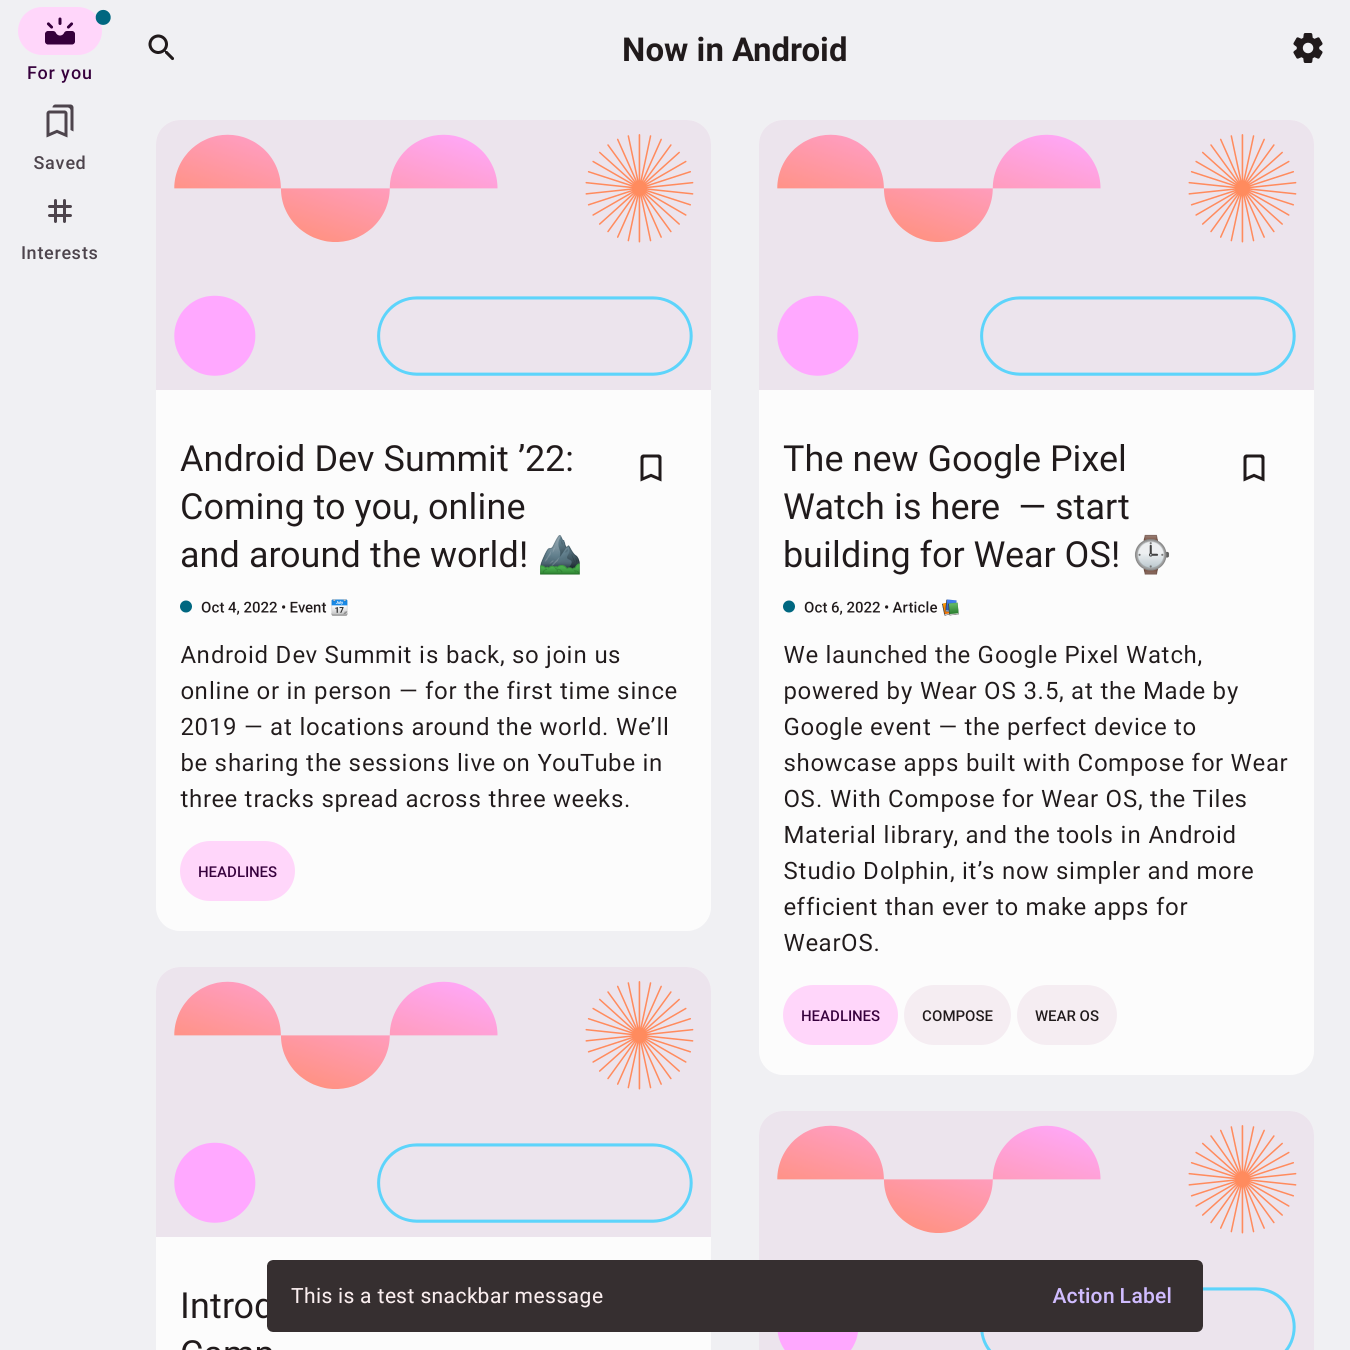 For you
Saved
Interests
Now in Android
Android Dev Summit ’22:
Coming to you, online
and around the world! ⛰️
Oct 4, 2022 • Event 📆
Android Dev Summit is back, so join us
online or in person — for the first time since
2019 — at locations around the world. We’ll
be sharing the sessions live on YouTube in
three tracks spread across three weeks.
HEADLINES
The new Google Pixel
Watch is here  — start
building for Wear OS! ⌚
Oct 6, 2022 • Article 📚
We launched the Google Pixel Watch,
powered by Wear OS 3.5, at the Made by
Google event — the perfect device to
showcase apps built with Compose for Wear
OS. With Compose for Wear OS, the Tiles
Material library, and the tools in Android
Studio Dolphin, it’s now simpler and more
efficient than ever to make apps for
WearOS.
HEADLINES COMPOSE WEAR OS
This is a test snackbar message
Action Label